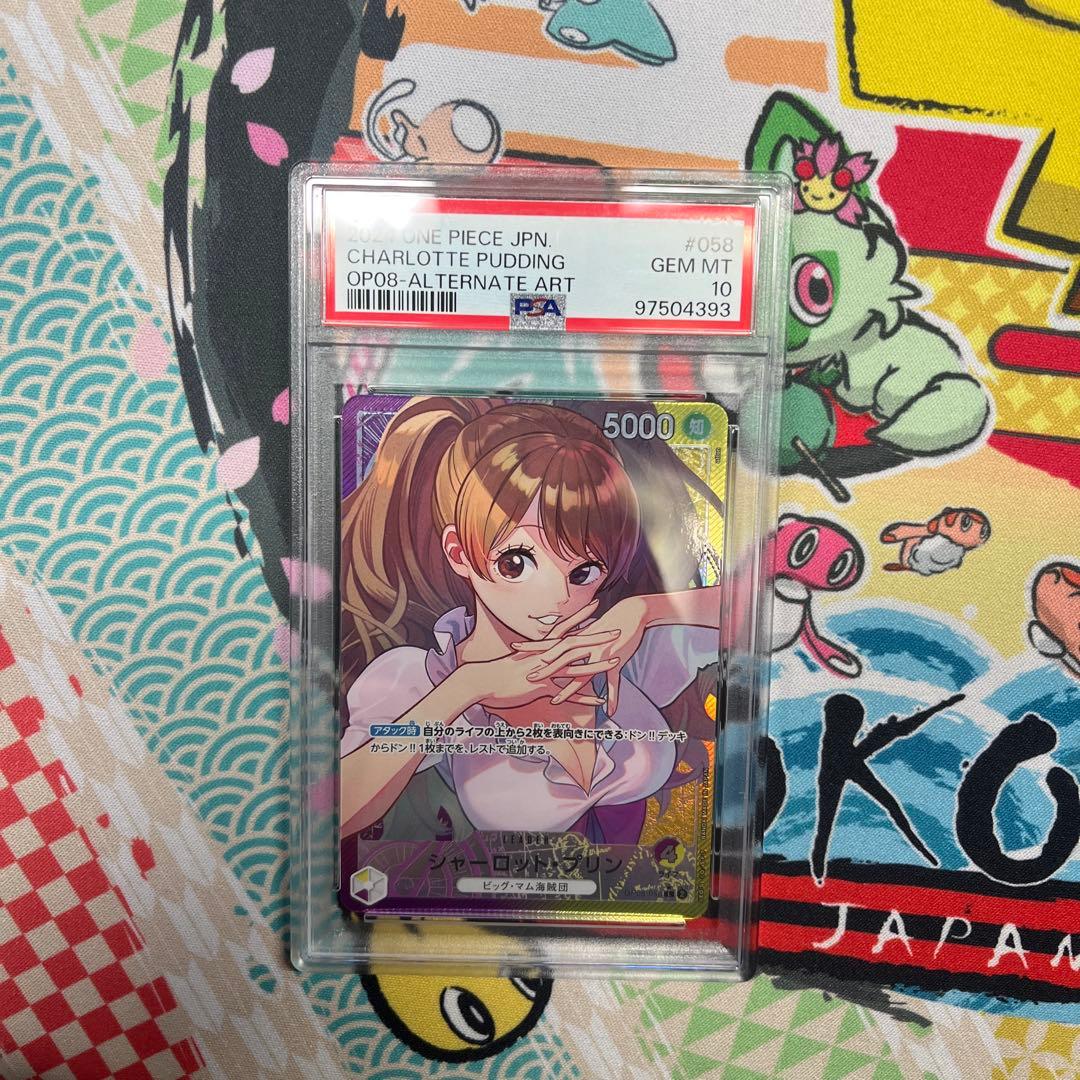 2024 ONE PIECE JPN. #058
CHARLOTTE PUDDING GEM MT
OP08-ALTERNATE ART 10
PSA 97504393
5000 知
アタック時 自分のライフの上から2枚を表向きにできる:ドン!!デッキ
からドン!!1枚までを、レストで追加する。
LEADER
シャーロット・プリン 4
ビッグ・マム海賊団
OKO
JAPAN